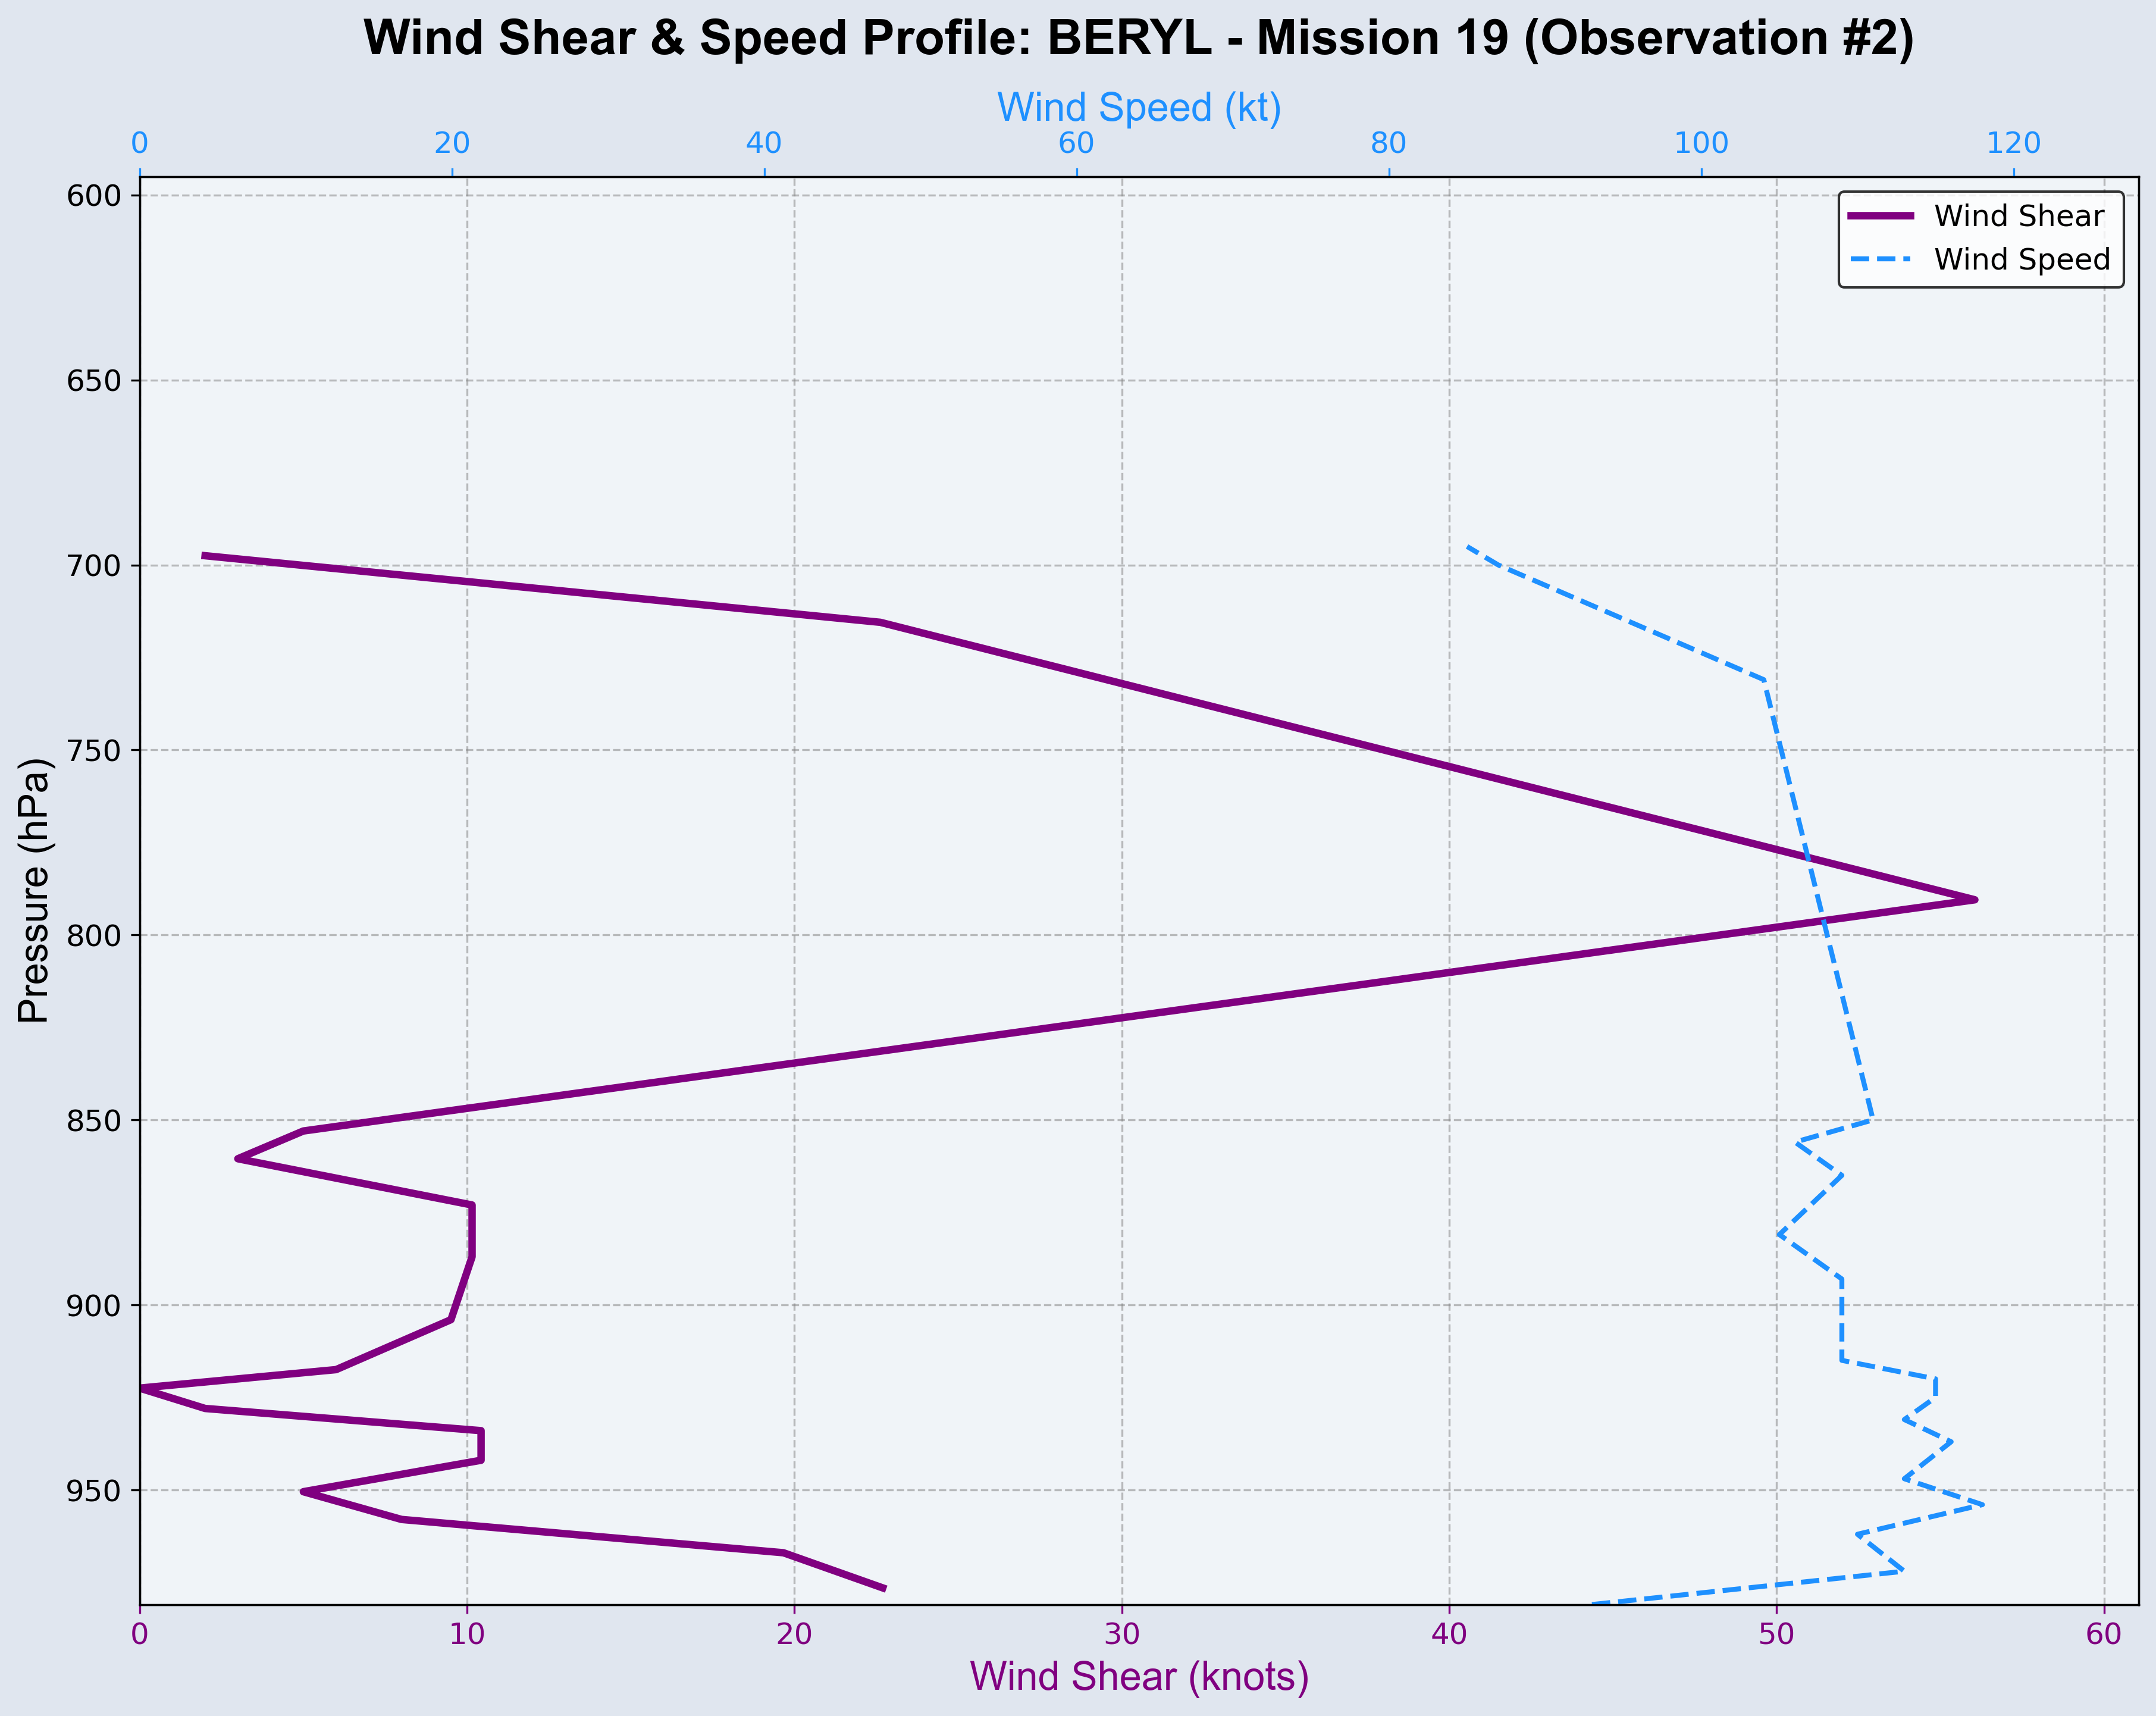 Wind Shear & Speed Profile: BERYL - Mission 19 (Observation #2)
Wind Speed (kt)
0 20 40 60 80 100 120
Wind Shear
Wind Speed
600
650
700
750
800
850
900
950
Pressure (hPa)
0 10 20 30 40 50 60
Wind Shear (knots)